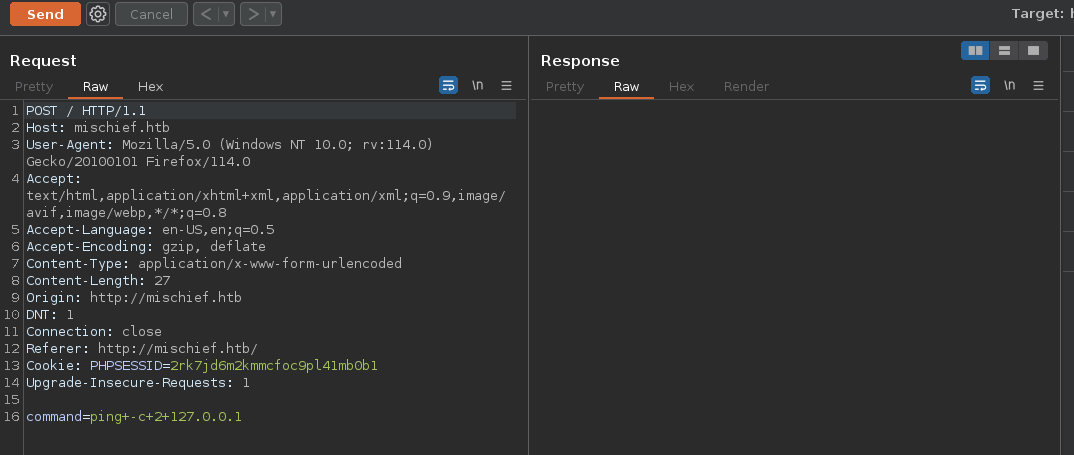 Send Cancel < > Target: h
Request
Pretty Raw Hex \n
1 POST / HTTP/1.1
2 Host: mischief.htb
3 User-Agent: Mozilla/5.0 (Windows NT 10.0; rv:114.0)
Gecko/20100101 Firefox/114.0
4 Accept:
text/html,application/xhtml+xml,application/xml;q=0.9,image/
avif,image/webp,*/*;q=0.8
5 Accept-Language: en-US,en;q=0.5
6 Accept-Encoding: gzip, deflate
7 Content-Type: application/x-www-form-urlencoded
8 Content-Length: 27
9 Origin: http://mischief.htb
10 DNT: 1
11 Connection: close
12 Referer: http://mischief.htb/
13 Cookie: PHPSESSID=2rk7jd6m2kmmcfoc9pl41mb0b1
14 Upgrade-Insecure-Requests: 1
15
16 command=ping+-c+2+127.0.0.1
Response
Pretty Raw Hex Render \n